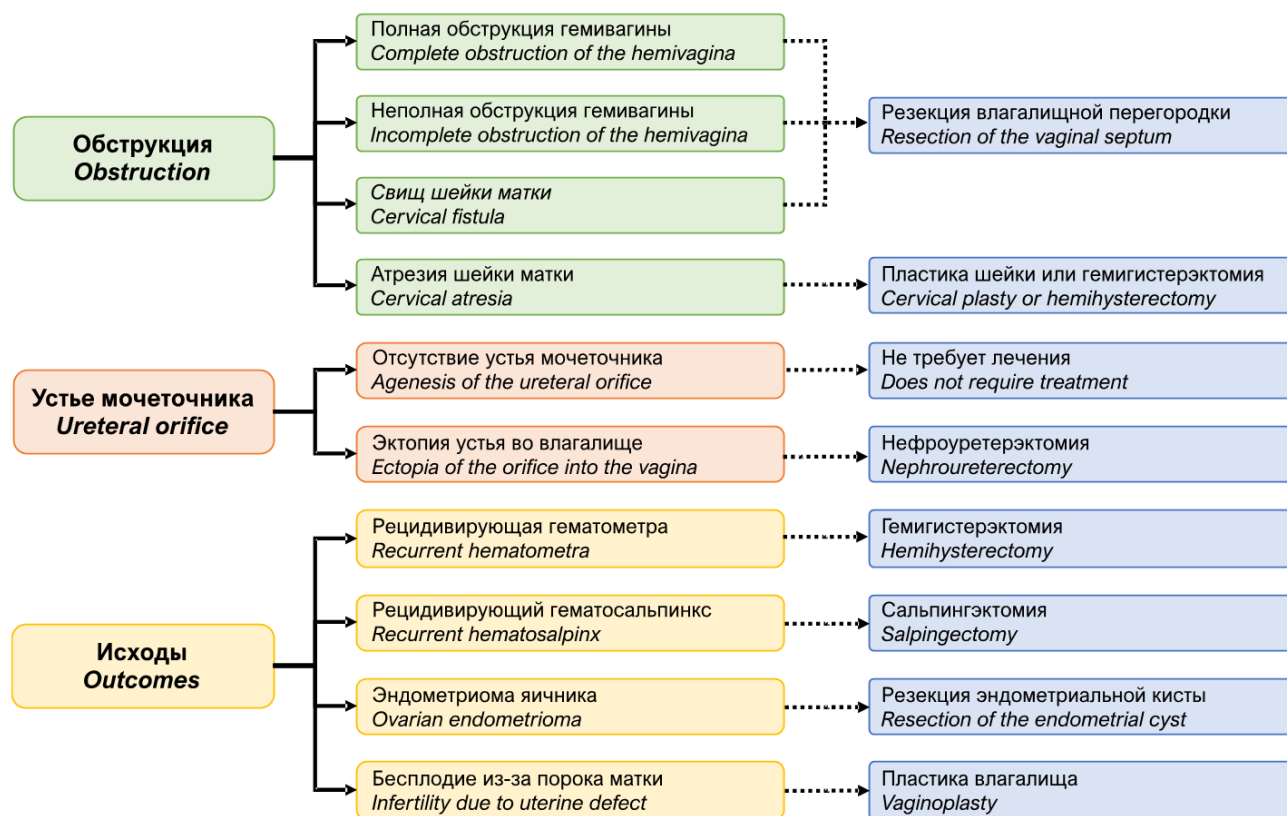 Обструкция
Obstruction
Полная обструкция гемивагины
Complete obstruction of the hemivagina
Неполная обструкция гемивагины
Incomplete obstruction of the hemivagina
Свищ шейки матки
Cervical fistula
Атрезия шейки матки
Cervical atresia
Резекция влагалищной перегородки
Resection of the vaginal septum
Пластика шейки или гемигистерэктомия
Cervical plasty or hemihysterectomy
Устье мочеточника
Ureteral orifice
Отсутствие устья мочеточника
Agenesis of the ureteral orifice
Не требует лечения
Does not require treatment
Эктопия устья во влагалище
Ectopia of the orifice into the vagina
Нефроуретерэктомия
Nephroureterectomy
Исходы
Outcomes
Рецидивирующая гематометра
Recurrent hematometra
Гемигистерэктомия
Hemihysterectomy
Рецидивирующий гематосальпинкс
Recurrent hematosalpinx
Сальпингэктомия
Salpingectomy
Эндометриома яичника
Ovarian endometrioma
Резекция эндометриальной кисты
Resection of the endometrial cyst
Бесплодие из-за порока матки
Infertility due to uterine defect
Пластика влагалища
Vaginoplasty